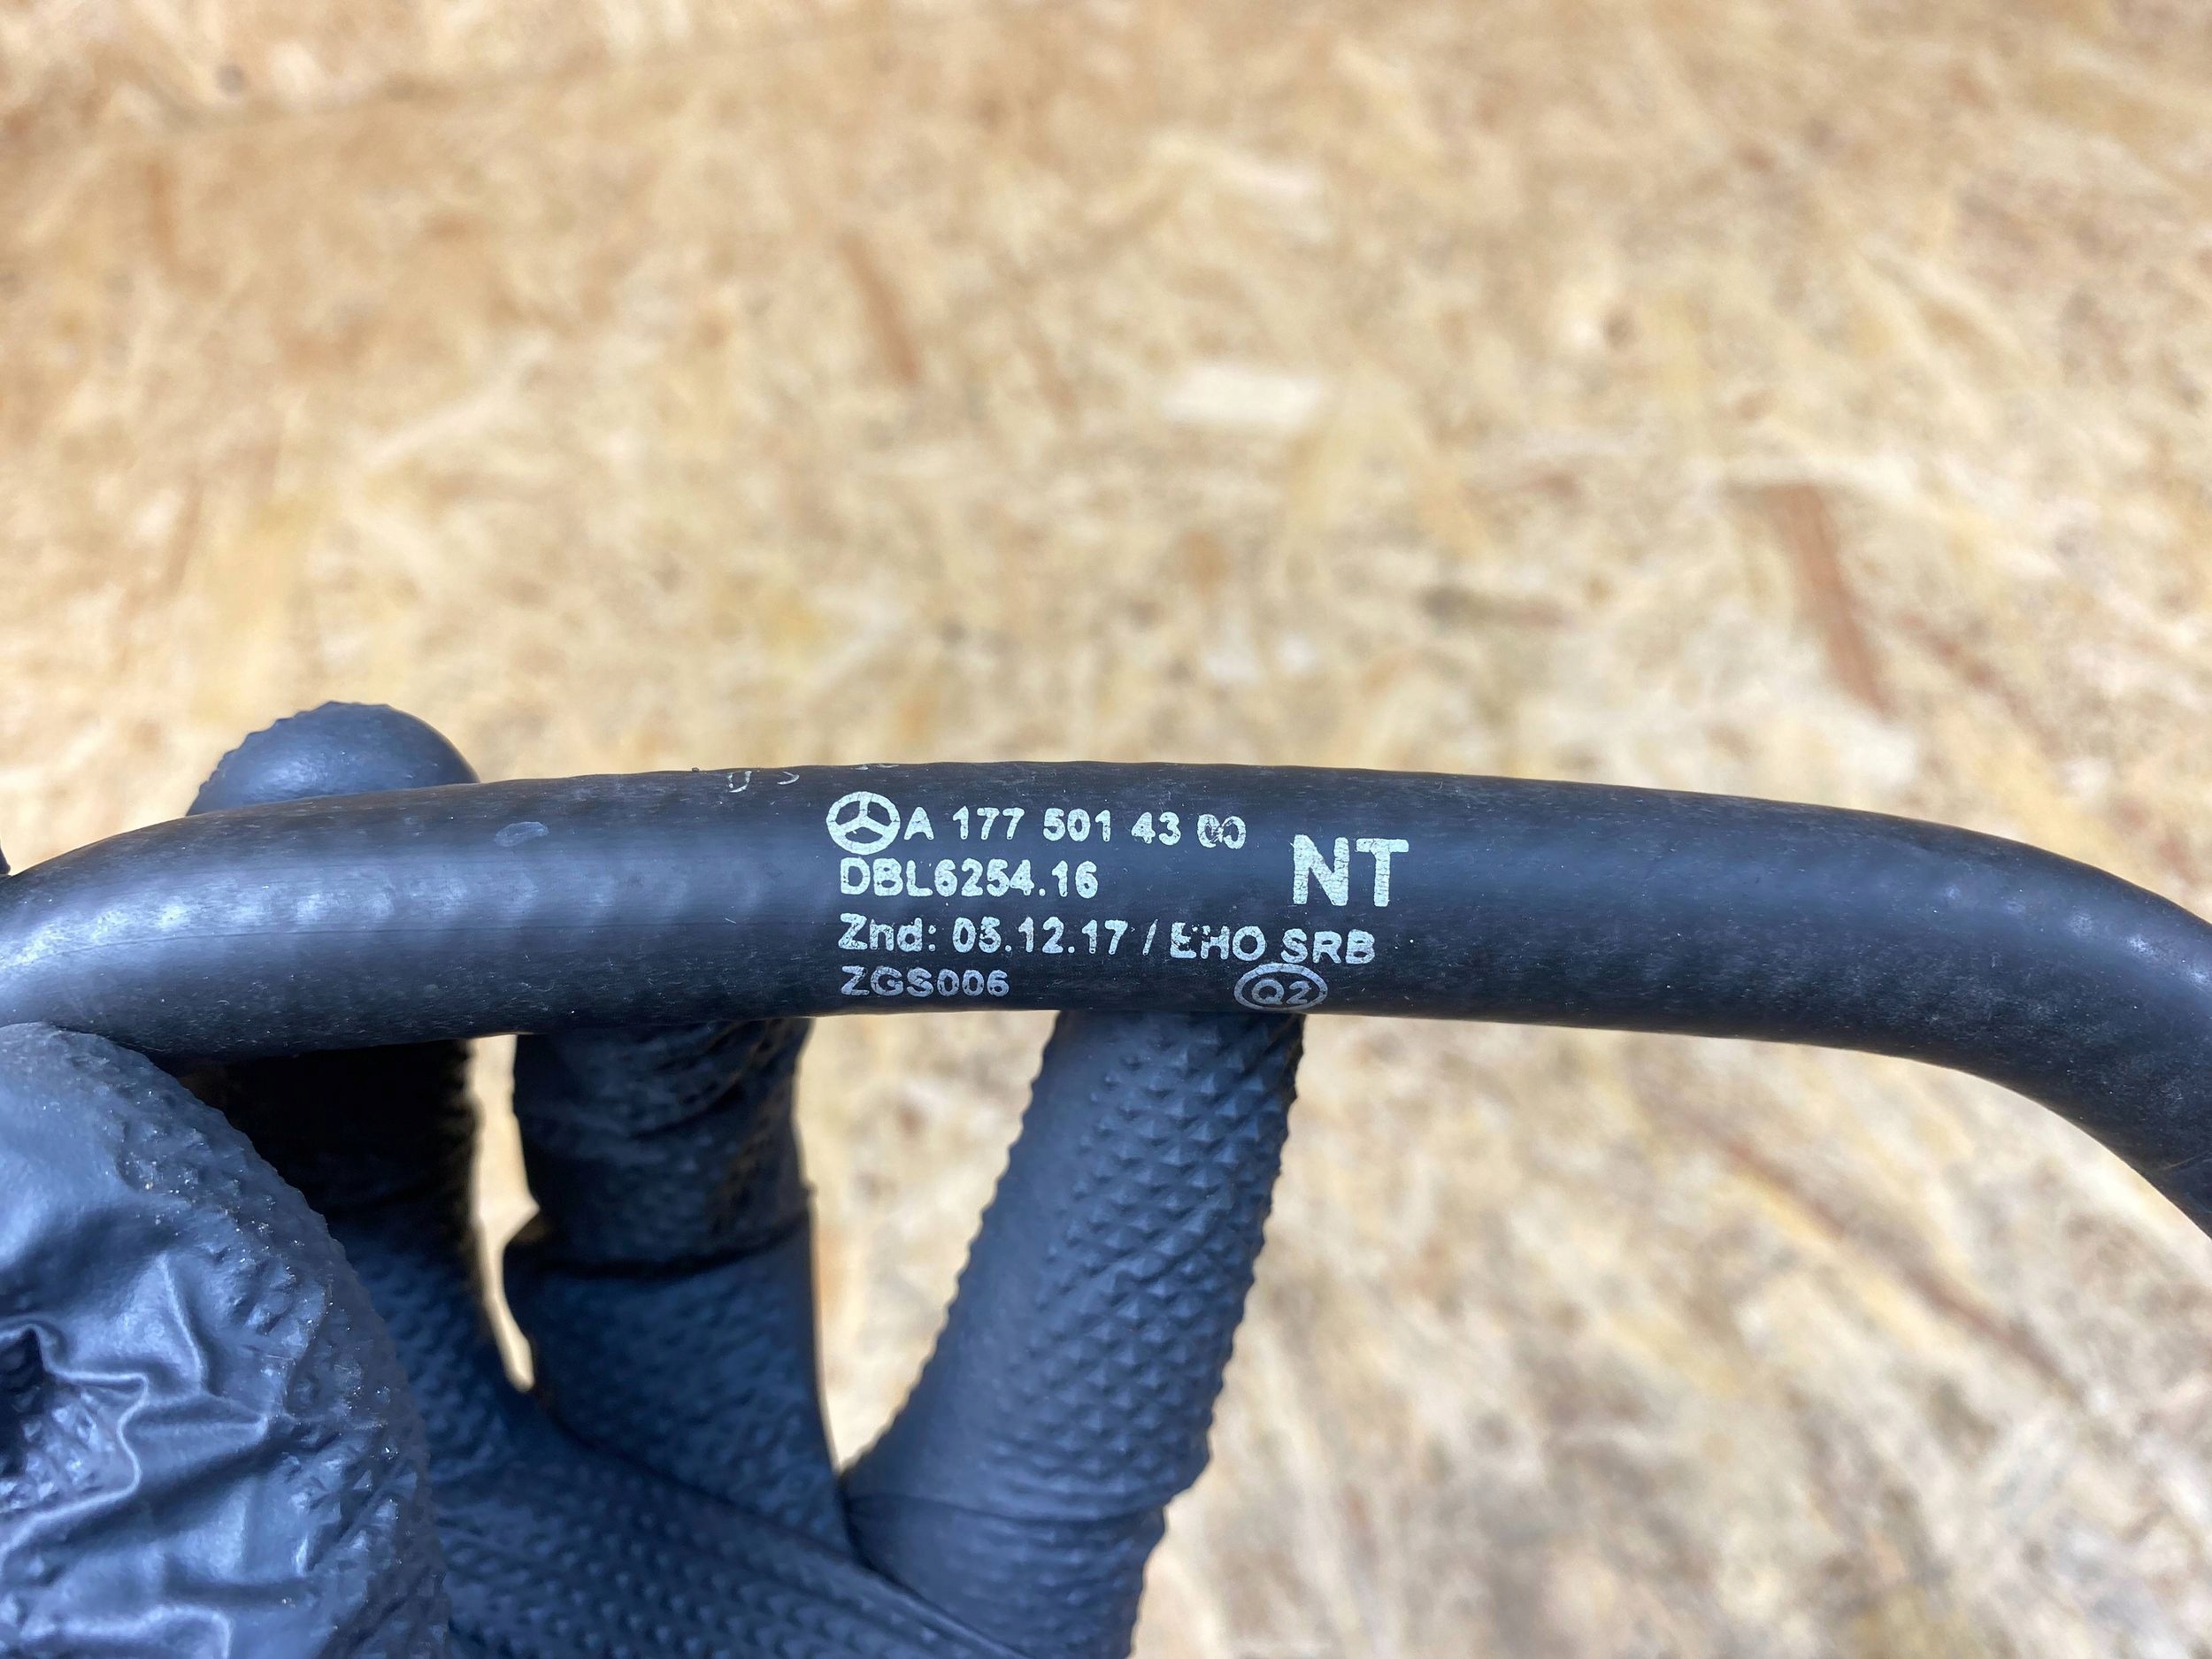 A 177 501 43 00
DBL6254.16
NT
Znd: 05.12.17 / EHO SRB
ZGS006
Q2